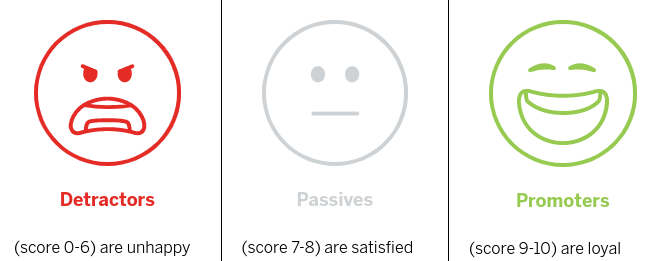 Detractors
(score 0-6) are unhappy
Passives
(score 7-8) are satisfied
Promoters
(score 9-10) are loyal